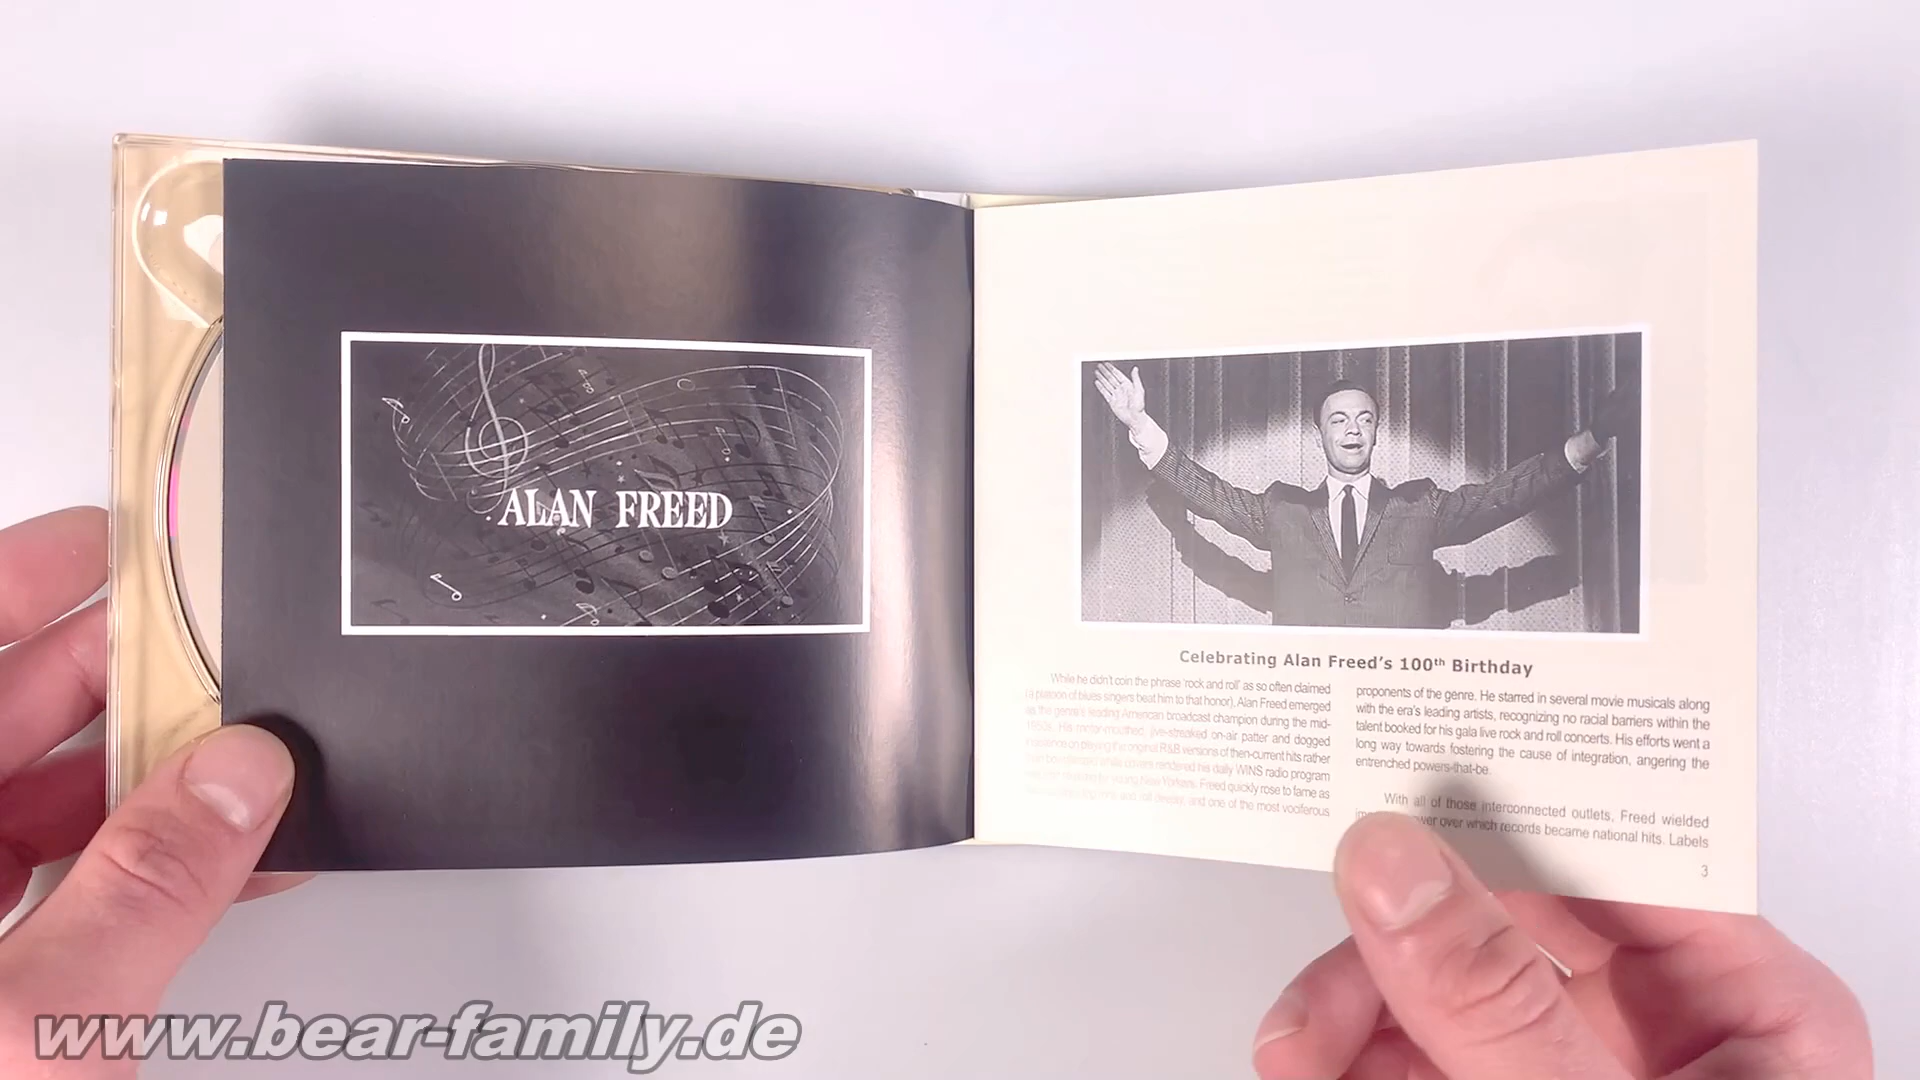 ALAN FREED
Celebrating Alan Freed's 100th Birthday
While he didn't coin the phrase 'rock and roll' as so often claimed
(a platoon of blues singers beat him to that honor), Alan Freed emerged
as the genre's leading American broadcast champion during the mid-
1950s. His motor-mouthed, jive-streaked on-air patter and dogged
insistence on playing the original R&B versions of then-current hits rather
than bowdlerized white covers rendered his daily WINS radio program
for young New Yorkers. Freed quickly rose to fame as
rock and roll deejay, and one of the most vociferous
proponents of the genre. He starred in several movie musicals along
with the era's leading artists, recognizing no racial barriers within the
talent booked for his gala live rock and roll concerts. His efforts went a
long way towards fostering the cause of integration, angering the
entrenched powers-that-be.
With all of those interconnected outlets, Freed wielded
power over which records became national hits. Labels
3
www.bear-family.de